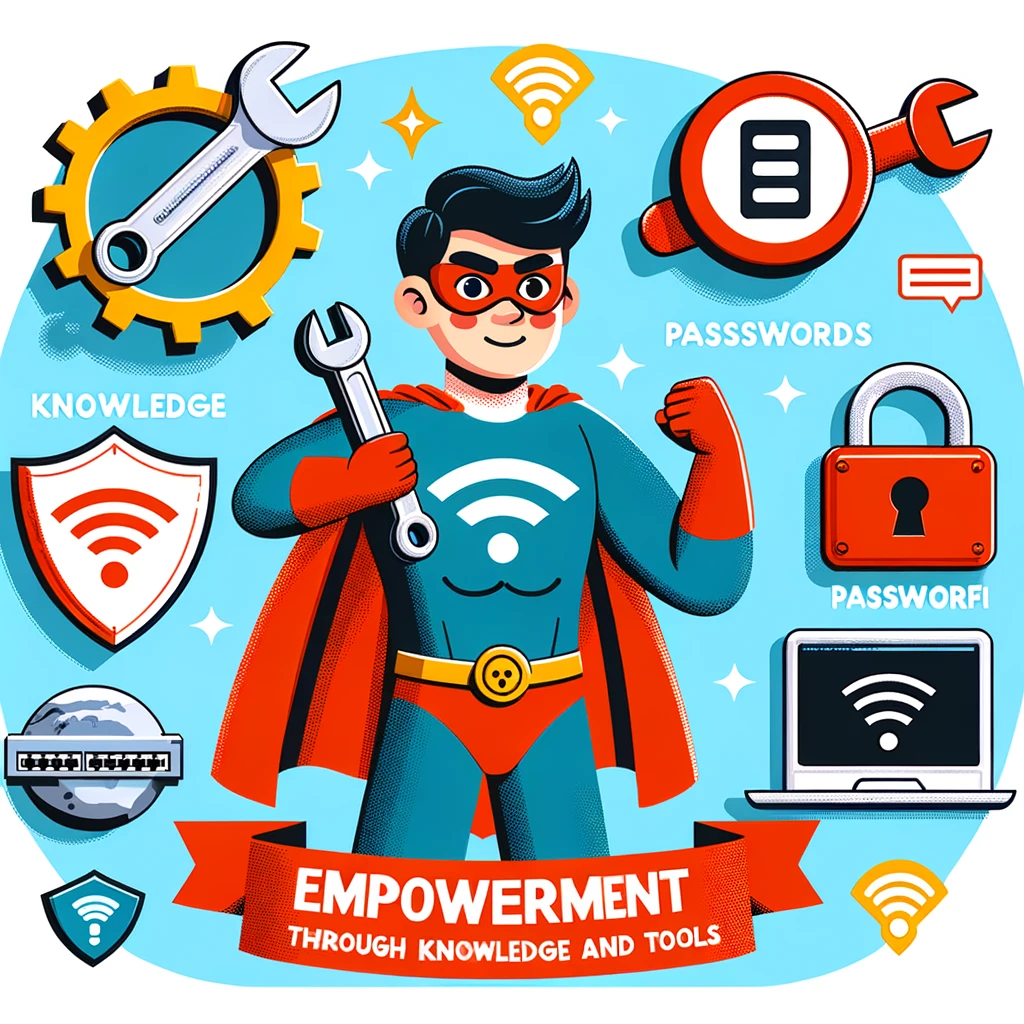 PASSSWORDS
KNOWLEDGE
PASSWORFI
EMPOWERMENT
THROUGH KNOWLEDGE AND TOOLS